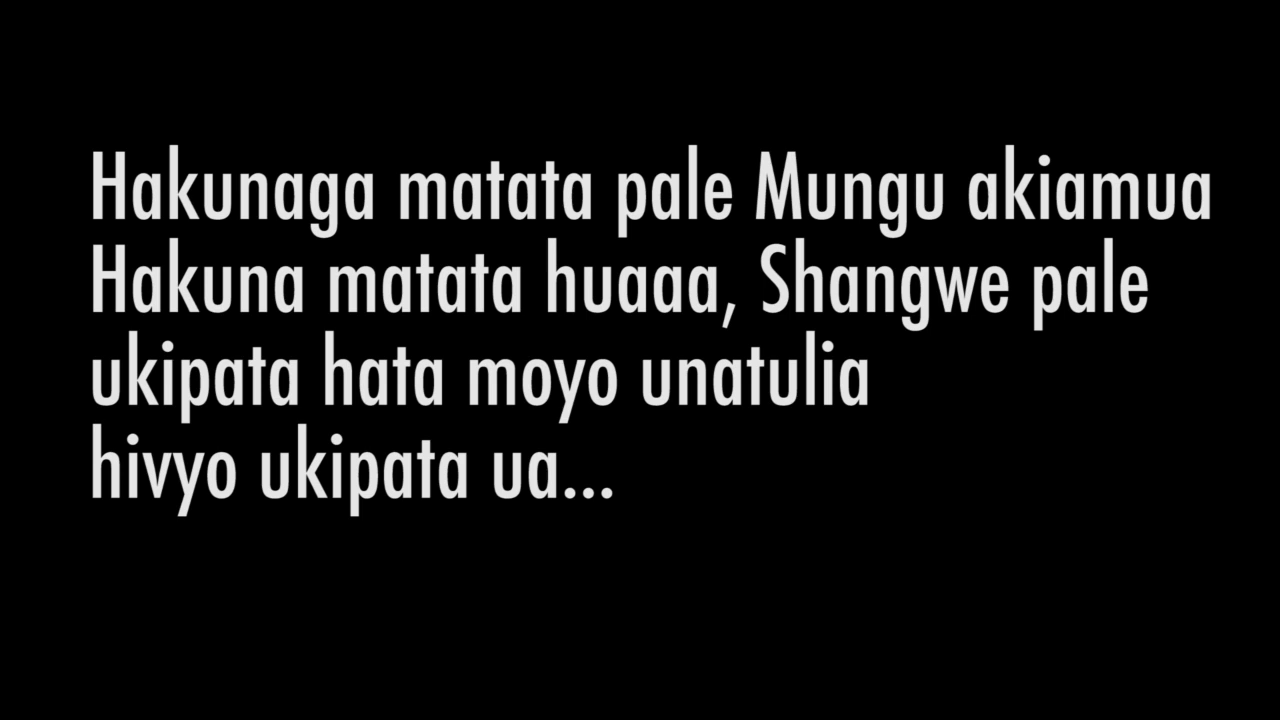 Hakunaga matata pale Mungu akiamua
Hakuna matata huaaa, Shangwe pale
ukipata hata moyo unatulia
hivyo ukipata ua...